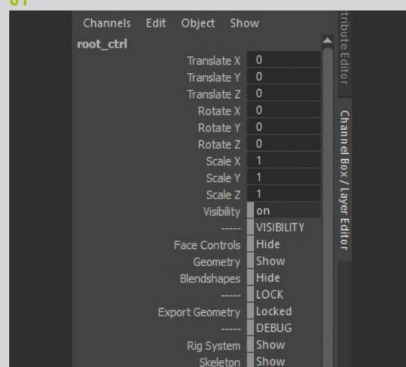 01
Channels Edit Object Show
root_ctrl
Translate X 0
Translate Y 0
Translate Z 0
Rotate X 0
Rotate Y 0
Rotate Z 0
Scale X 1
Scale Y 1
Scale Z 1
Visibility on
----- VISIBILITY
Face Controls Hide
Geometry Show
Blendshapes Hide
----- LOCK
Export Geometry Locked
----- DEBUG
Rig System Show
Skeleton Show
Channel Box / Layer Editor
tribute Editor